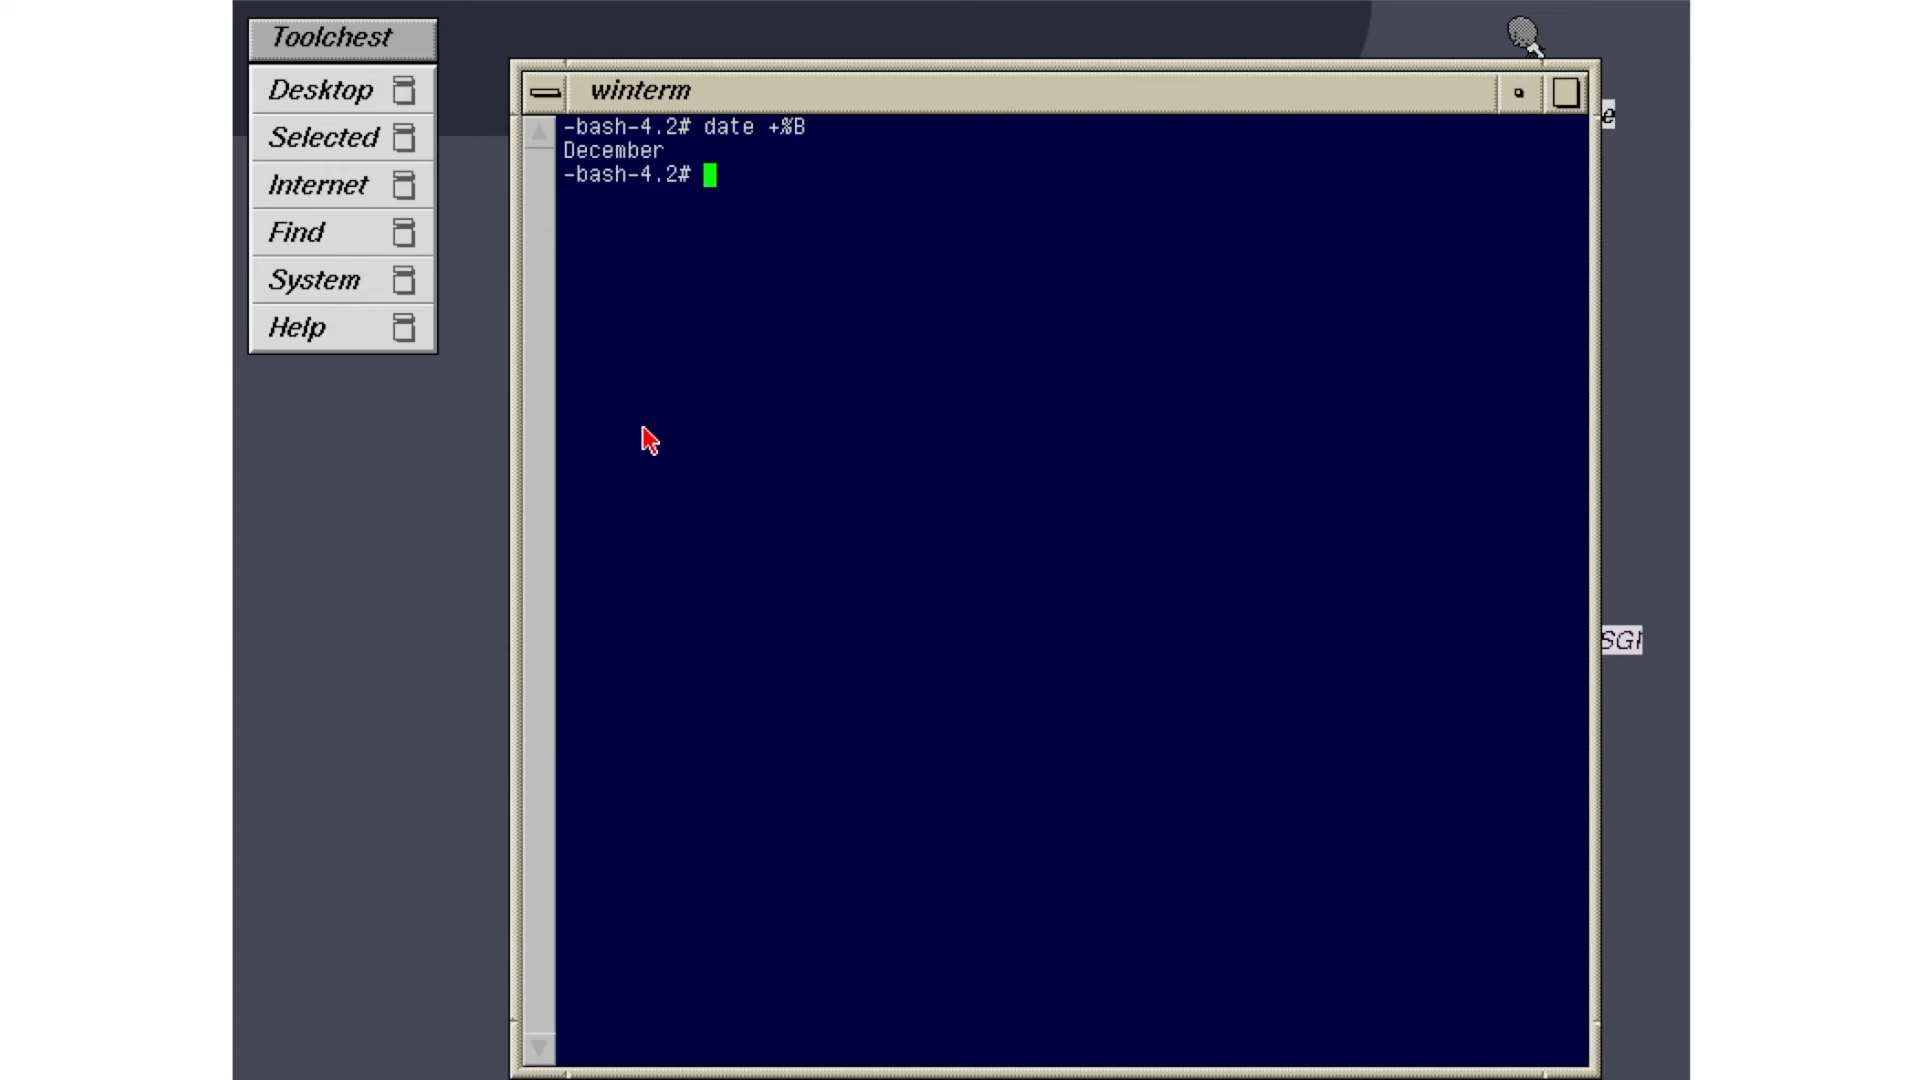 Toolchest
Desktop
Selected
Internet
Find
System
Help
winterm
-bash-4.2# date +%B
December
-bash-4.2#
e
SGI